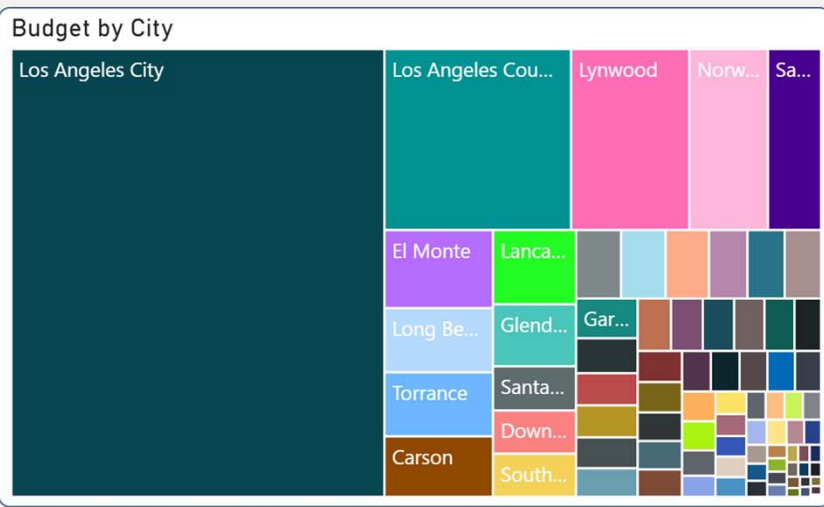 Budget by City
Los Angeles City
Los Angeles Cou...
Lynwood
Norw...
Sa...
El Monte
Lanca...
Long Be...
Glend...
Gar...
Torrance
Santa...
Down...
Carson
South...